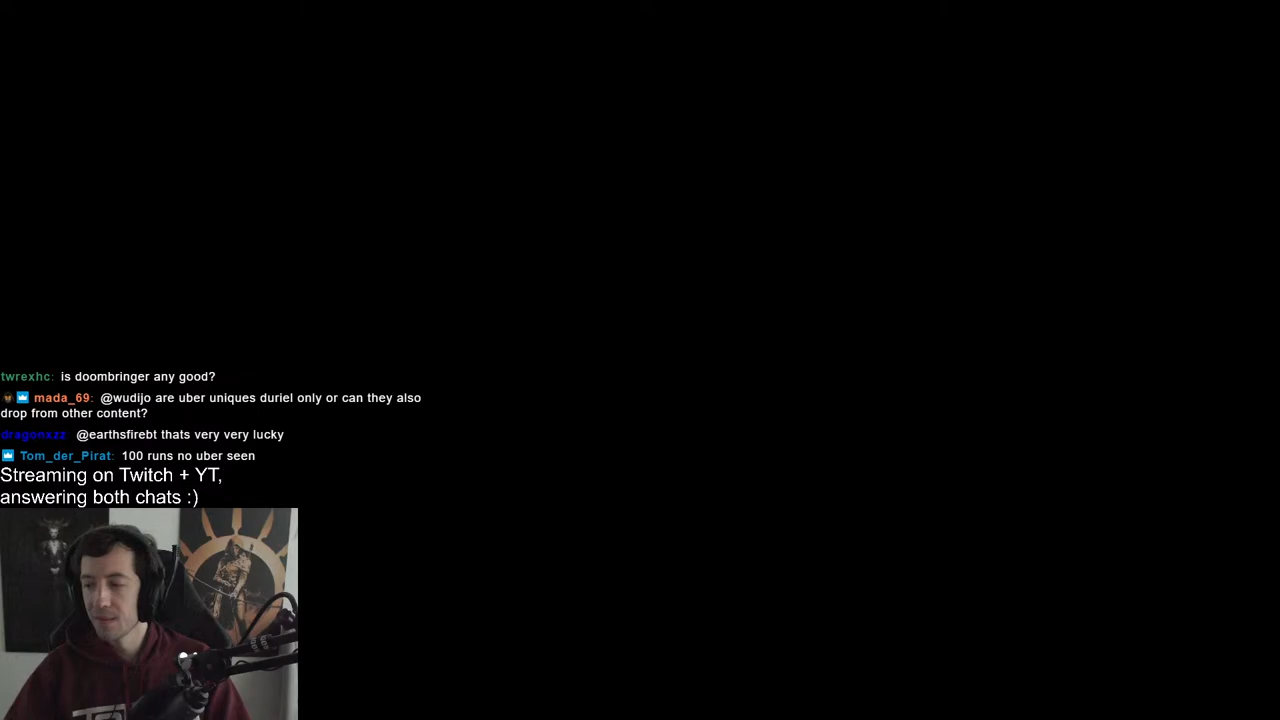 twrexhc: is doombringer any good?
mada_69: @wudijo are uber uniques duriel only or can they also
drop from other content?
dragonxzz: @earthsfirebt thats very very lucky
Tom_der_Pirat: 100 runs no uber seen
Streaming on Twitch + YT,
answering both chats :)